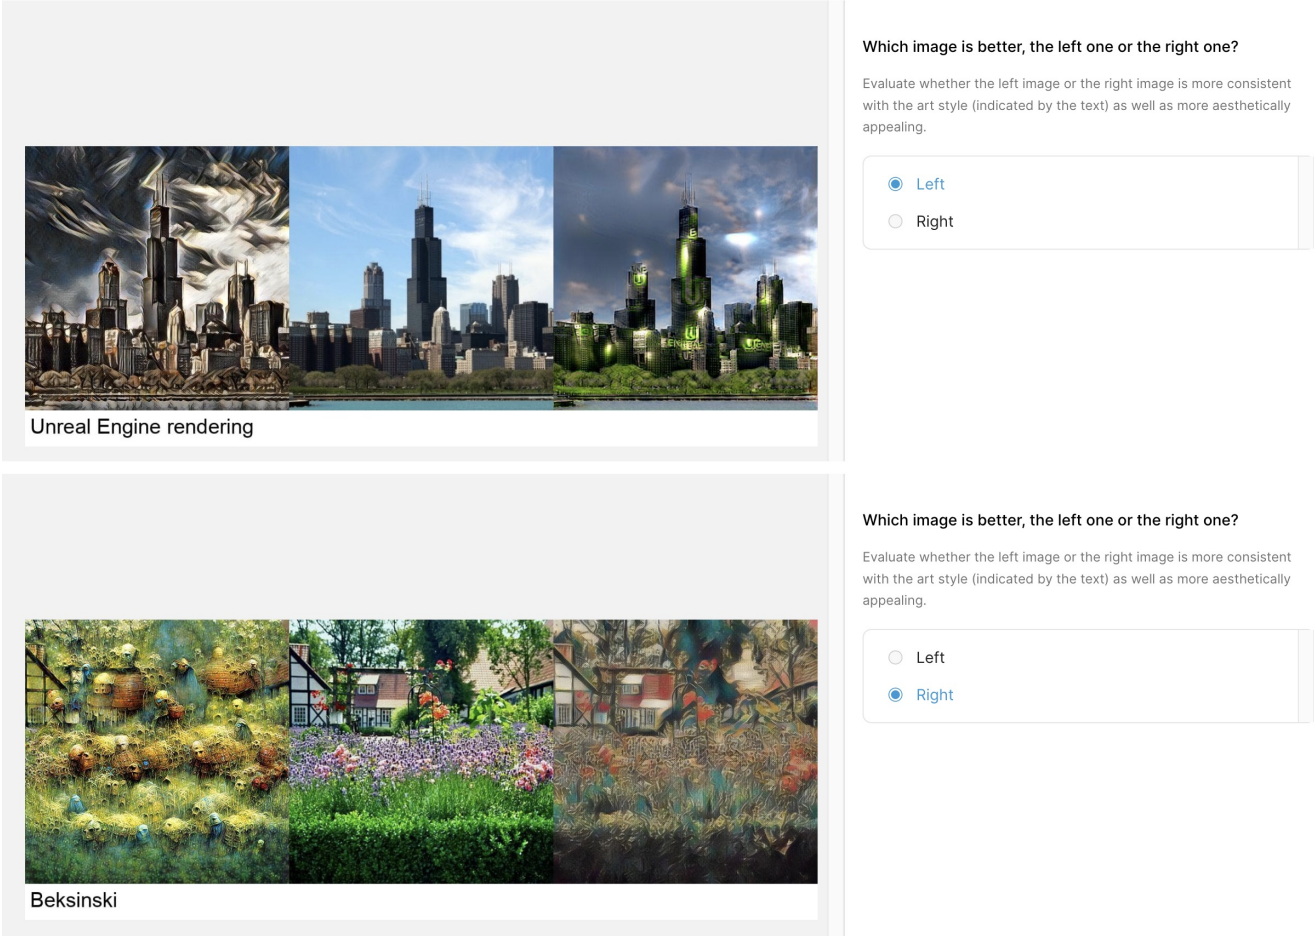 Which image is better, the left one or the right one?
Evaluate whether the left image or the right image is more consistent
with the art style (indicated by the text) as well as more aesthetically
appealing.
Left
Right
Unreal Engine rendering
Which image is better, the left one or the right one?
Evaluate whether the left image or the right image is more consistent
with the art style (indicated by the text) as well as more aesthetically
appealing.
Left
Right
Beksinski